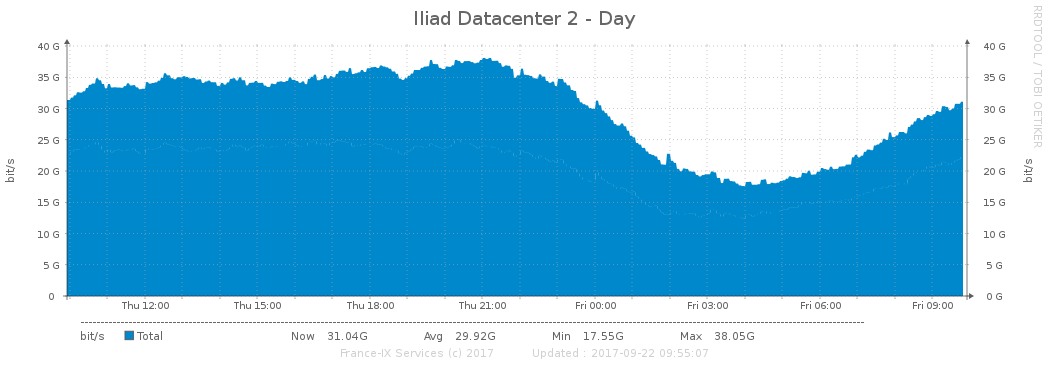 Iliad Datacenter 2 - Day
RRDTOOL / TOBI OETIKER
40 G 40 G
35 G 35 G
30 G 30 G
25 G 25 G
20 G 20 G
15 G 15 G
10 G 10 G
5 G 5 G
0 0 G
bit/s bit/s
Thu 12:00 Thu 15:00 Thu 18:00 Thu 21:00 Fri 00:00 Fri 03:00 Fri 06:00 Fri 09:00
bit/s Total Now 31.04G Avg 29.92G Min 17.55G Max 38.05G
France-IX Services (c) 2017 Updated : 2017-09-22 09:55:07